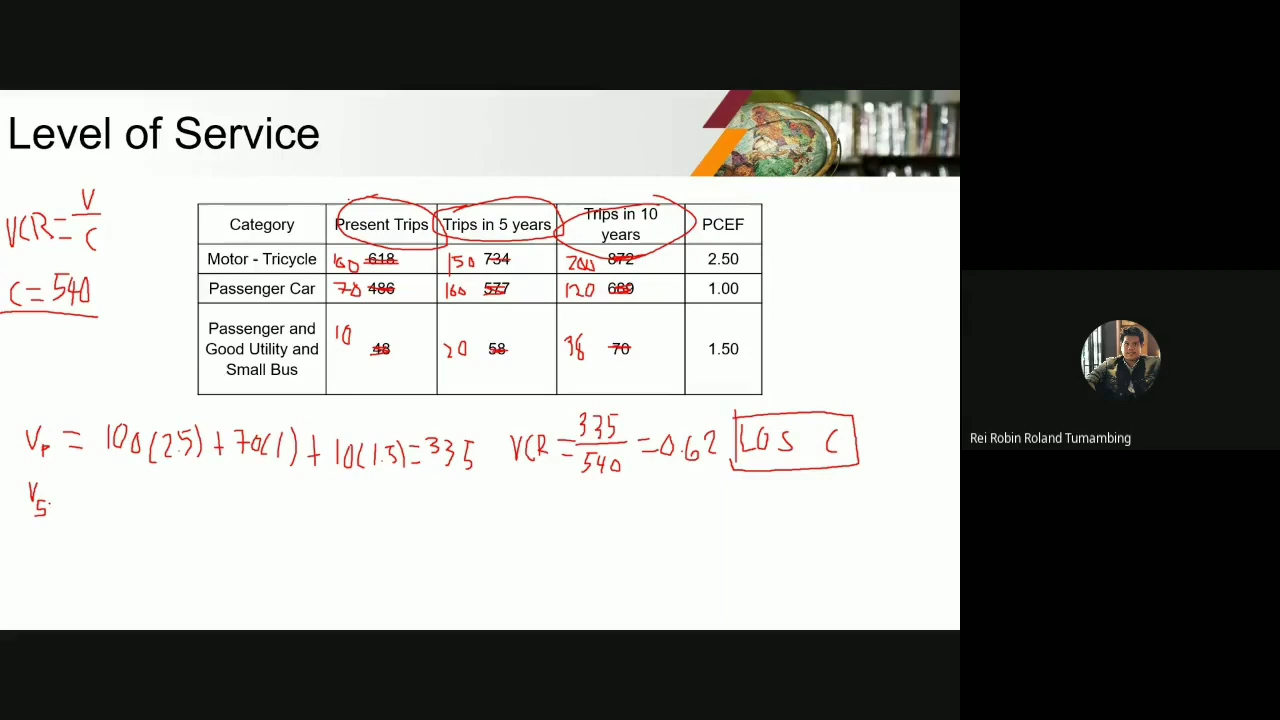 Level of Service
VCR = V / C
C = 540
Category Present Trips Trips in 5 years Trips in 10 years PCEF
Motor - Tricycle 100 618 150 734 200 872 2.50
Passenger Car 70 486 100 577 120 689 1.00
Passenger and Good Utility and Small Bus 10 48 20 58 38 70 1.50
Vp = 100(2.5) + 70(1) + 10(1.5) = 335 VCR = 335 / 540 = 0.62 LOS C
V5
Rei Robin Roland Tumambing